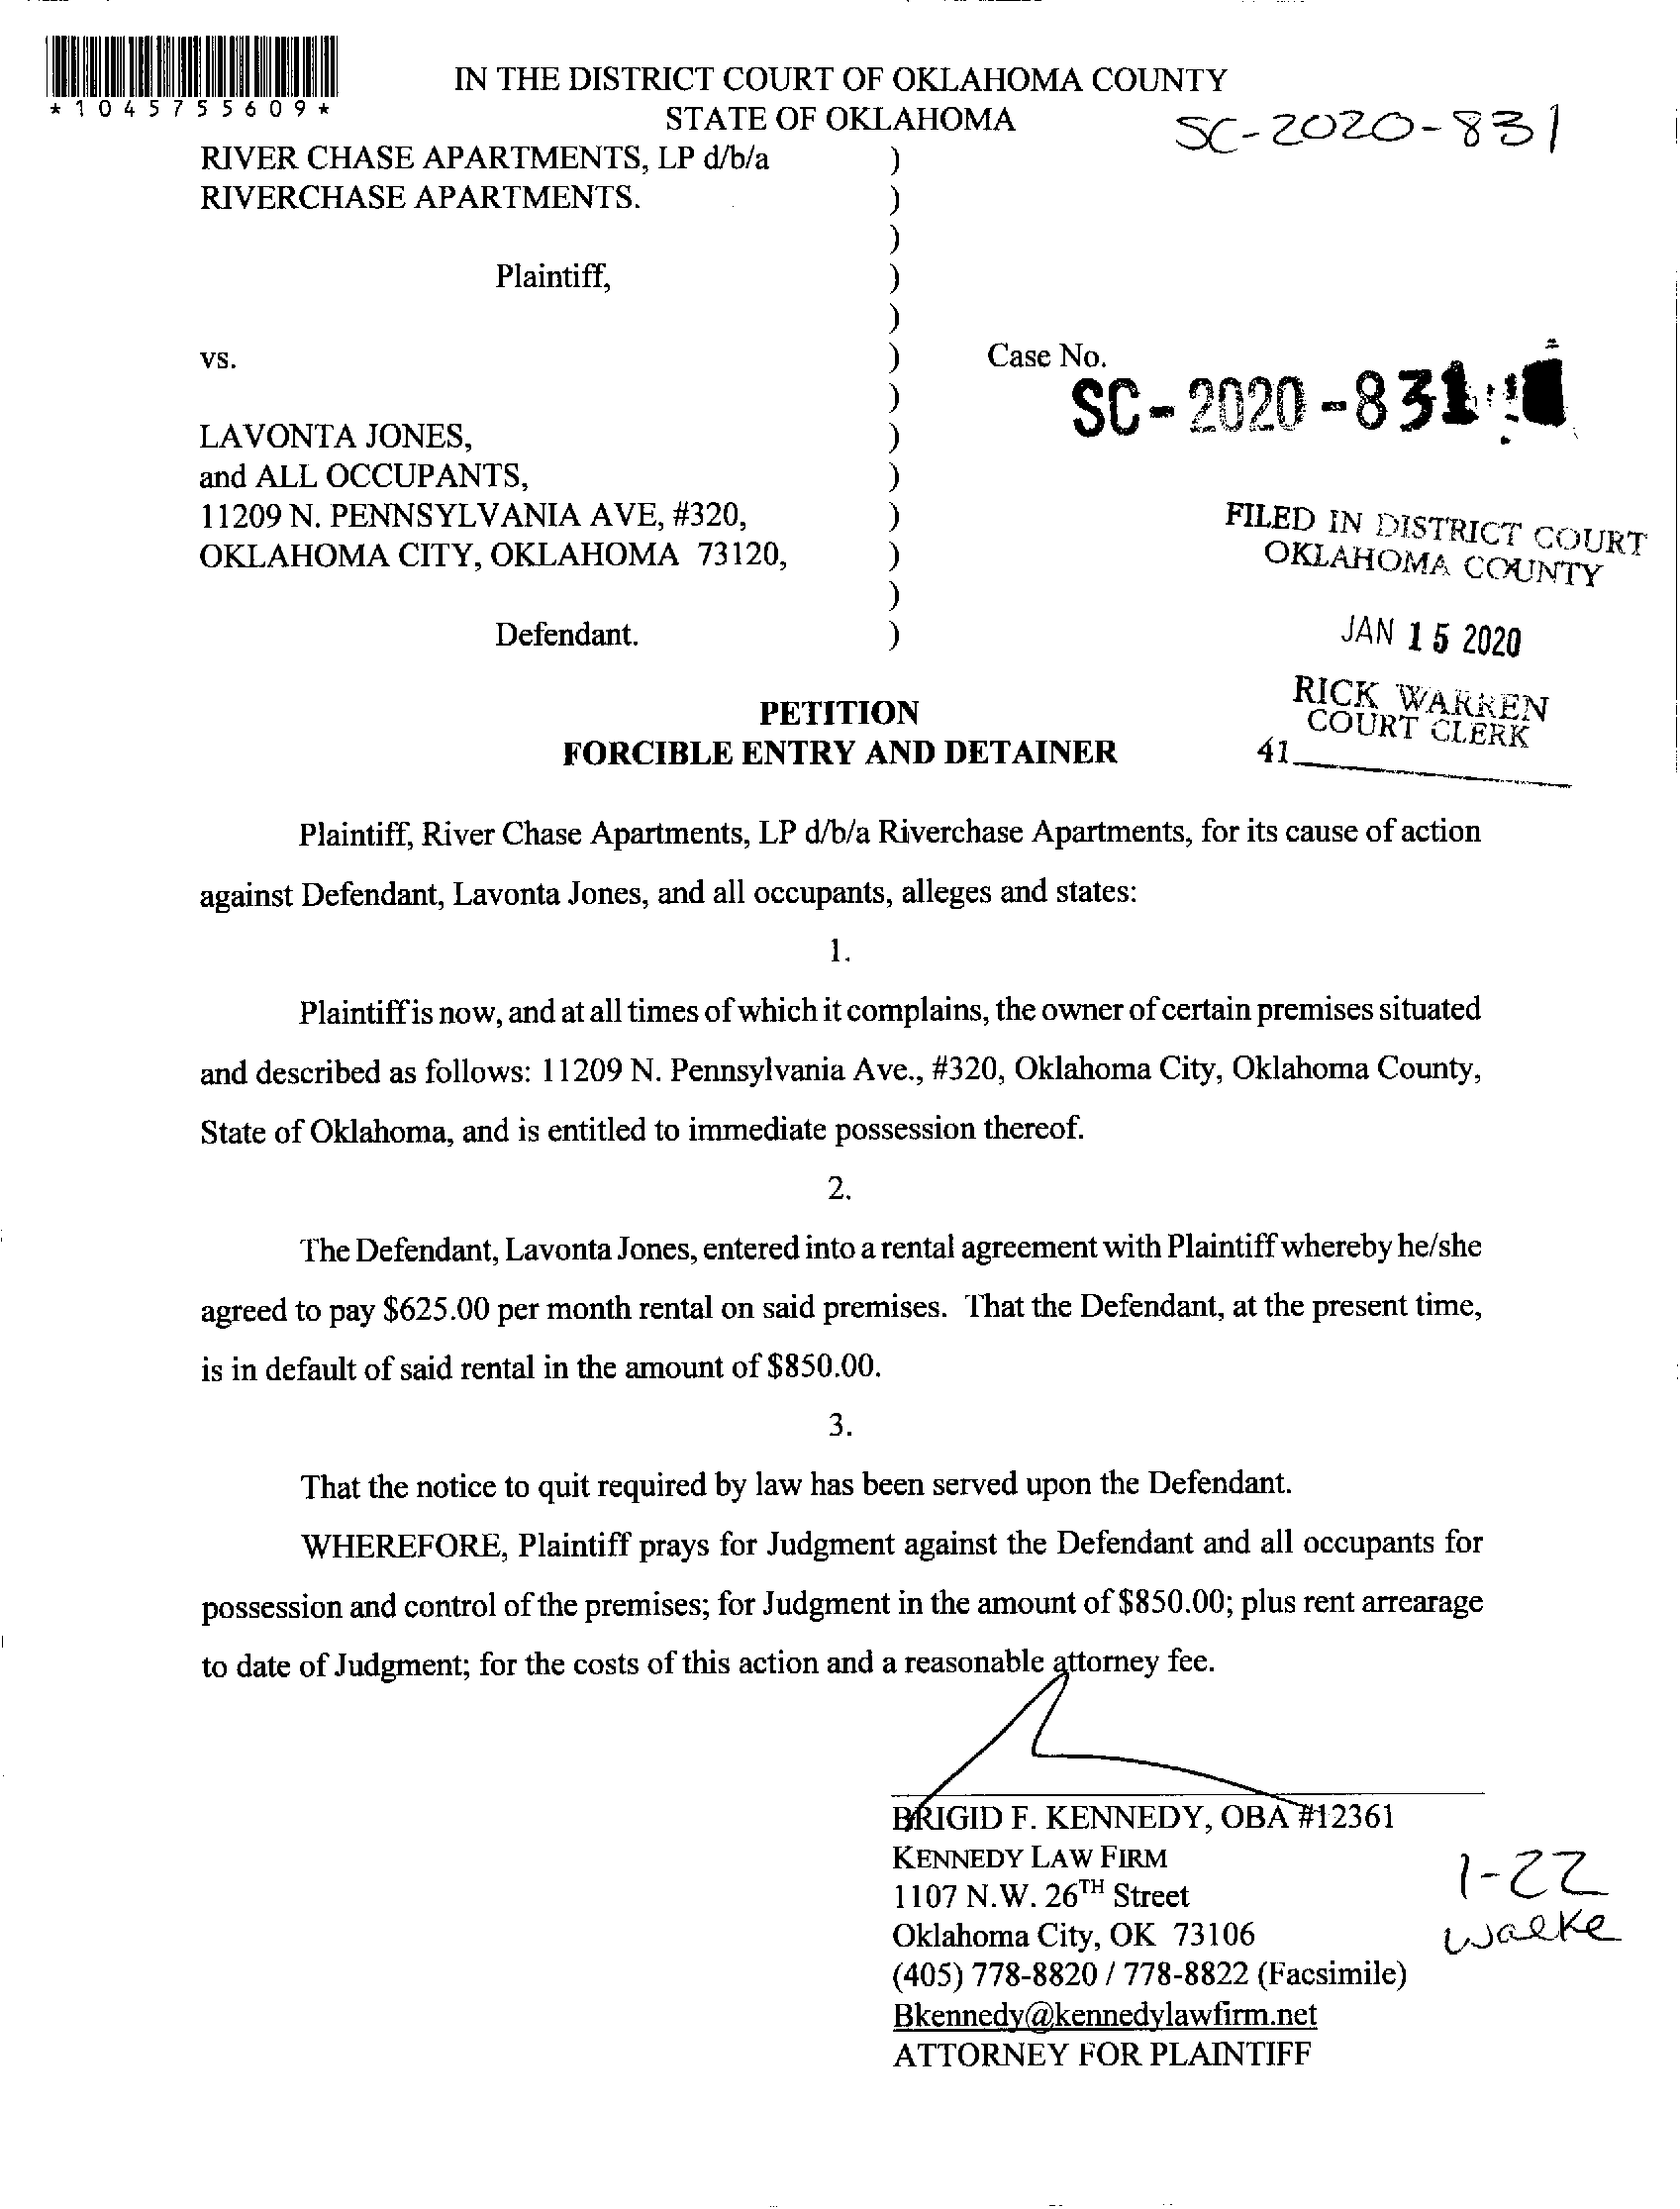 *1045755609*
IN THE DISTRICT COURT OF OKLAHOMA COUNTY
STATE OF OKLAHOMA
SC-2020-831
RIVER CHASE APARTMENTS, LP d/b/a )
RIVERCHASE APARTMENTS. )
)
Plaintiff, )
)
vs. ) Case No.
)
SC-2020-831
LAVONTA JONES, )
and ALL OCCUPANTS, )
11209 N. PENNSYLVANIA AVE, #320, )
OKLAHOMA CITY, OKLAHOMA 73120, )
)
Defendant. )
FILED IN DISTRICT COURT
OKLAHOMA COUNTY
JAN 15 2020
RICK WARREN
COURT CLERK
41
PETITION
FORCIBLE ENTRY AND DETAINER
Plaintiff, River Chase Apartments, LP d/b/a Riverchase Apartments, for its cause of action
against Defendant, Lavonta Jones, and all occupants, alleges and states:
1.
Plaintiff is now, and at all times of which it complains, the owner of certain premises situated
and described as follows: 11209 N. Pennsylvania Ave., #320, Oklahoma City, Oklahoma County,
State of Oklahoma, and is entitled to immediate possession thereof.
2.
The Defendant, Lavonta Jones, entered into a rental agreement with Plaintiff whereby he/she
agreed to pay $625.00 per month rental on said premises. That the Defendant, at the present time,
is in default of said rental in the amount of $850.00.
3.
That the notice to quit required by law has been served upon the Defendant.
WHEREFORE, Plaintiff prays for Judgment against the Defendant and all occupants for
possession and control of the premises; for Judgment in the amount of $850.00; plus rent arrearage
to date of Judgment; for the costs of this action and a reasonable attorney fee.
BRIGID F. KENNEDY, OBA #12361
KENNEDY LAW FIRM
1107 N.W. 26TH Street
Oklahoma City, OK 73106
(405) 778-8820 / 778-8822 (Facsimile)
Bkennedy@kennedylawfirm.net
ATTORNEY FOR PLAINTIFF
1-22